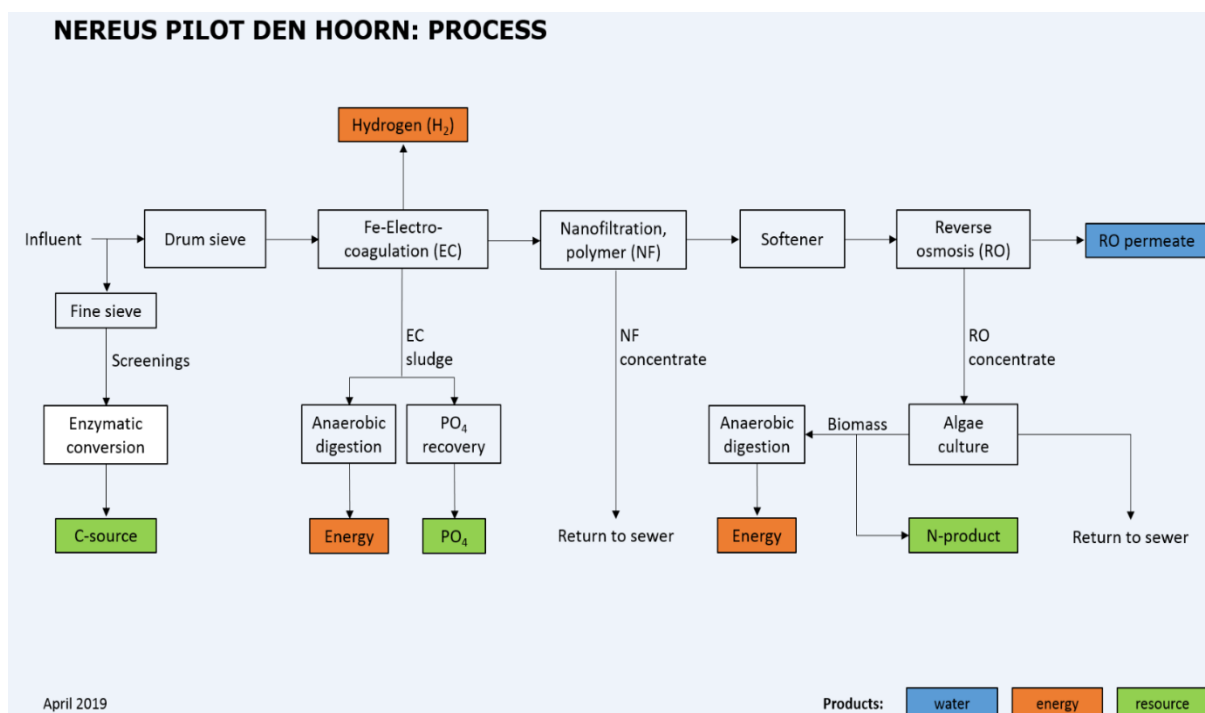 NEREUS PILOT DEN HOORN: PROCESS
Hydrogen (H₂)
Influent
Drum sieve
Fe-Electro-
coagulation (EC)
Nanofiltration,
polymer (NF)
Softener
Reverse
osmosis (RO)
RO permeate
Fine sieve
Screenings
EC
sludge
NF
concentrate
RO
concentrate
Enzymatic
conversion
Anaerobic
digestion
PO₄
recovery
Anaerobic
digestion
Biomass
Algae
culture
C-source
Energy
PO₄
Return to sewer
Energy
N-product
Return to sewer
April 2019
Products:
water
energy
resource